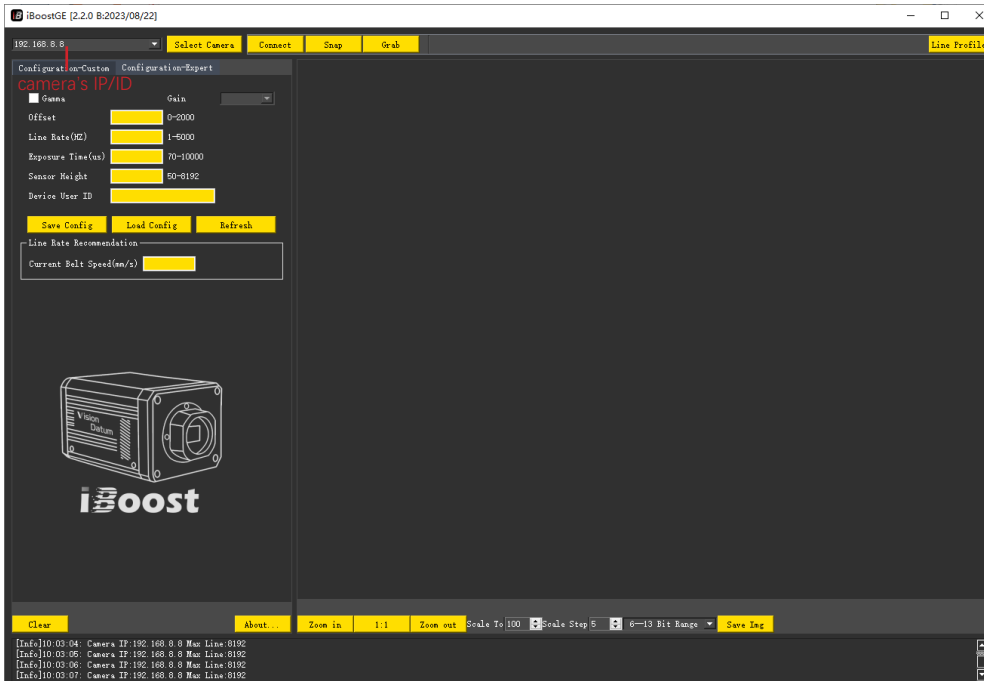 iBoostGE [2.2.0 B:2023/08/22]
192.168.8.8 Select Camera Connect Snap Grab Line Profile
Configuration-Custom Configuration-Expert
camera's IP/ID
Gamma Gain
Offset 0-2000
Line Rate(HZ) 1-5000
Exposure Time(us) 70-10000
Sensor Height 50-8192
Device User ID
Save Config Load Config Refresh
Line Rate Recommendation
Current Belt Speed(mm/s)
Vision
Datum
iBoost
Clear About... Zoom in 1:1 Zoom out Scale To 100 Scale Step 5 6--13 Bit Range Save Img
[Info]10:03:04: Camera IP:192.168.8.8 Max Line:8192
[Info]10:03:05: Camera IP:192.168.8.8 Max Line:8192
[Info]10:03:06: Camera IP:192.168.8.8 Max Line:8192
[Info]10:03:07: Camera IP:192.168.8.8 Max Line:8192